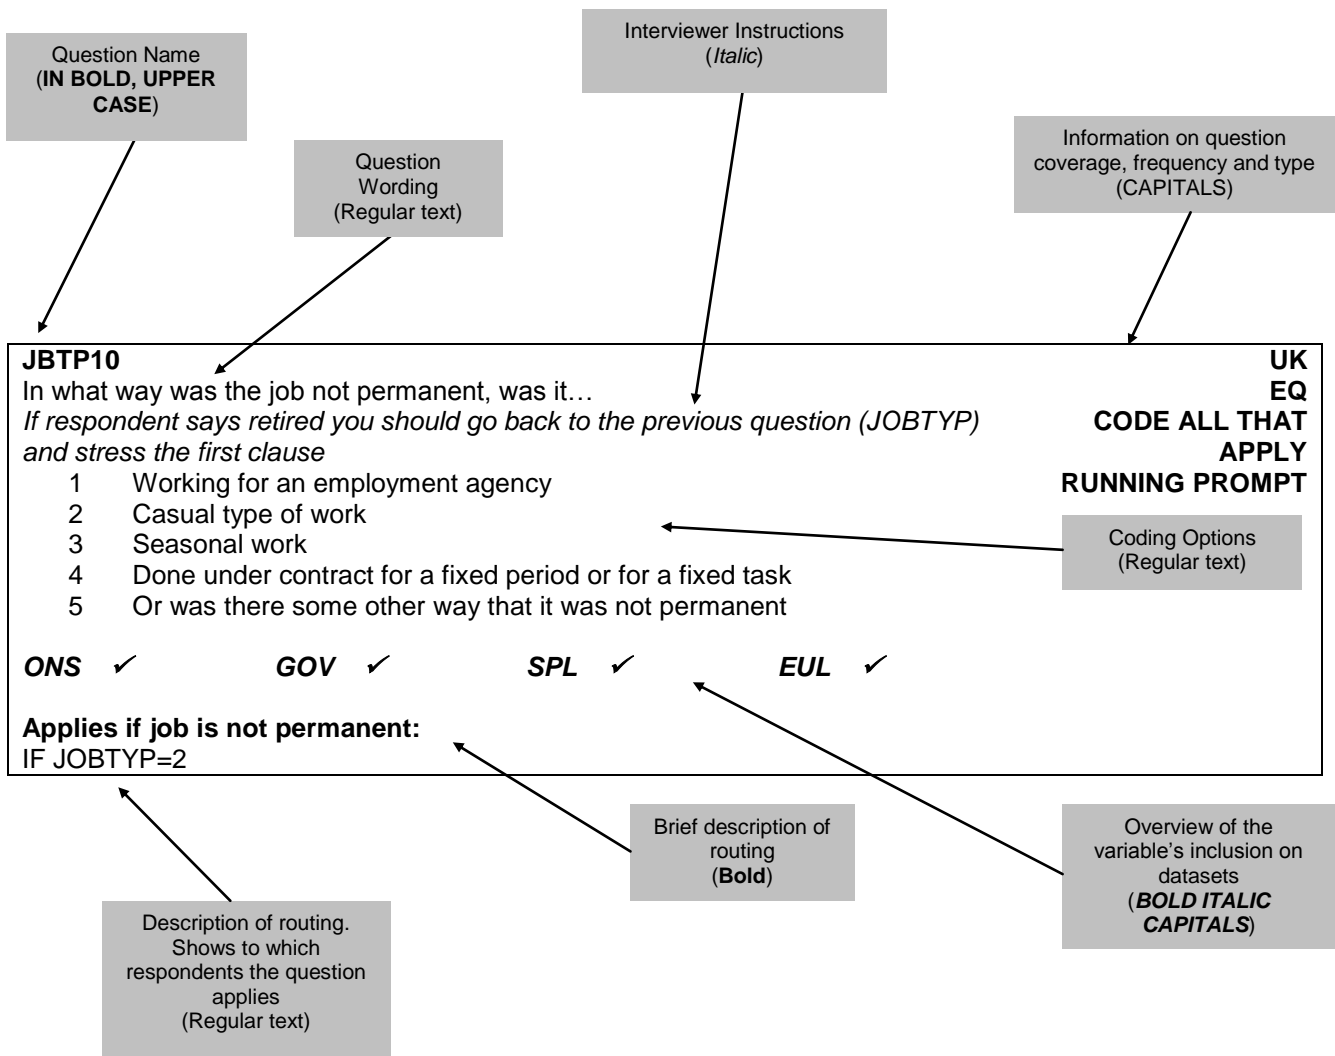 Question Name
(IN BOLD, UPPER
CASE)
Interviewer Instructions
(Italic)
Question
Wording
(Regular text)
Information on question
coverage, frequency and type
(CAPITALS)
JBTP10
UK
In what way was the job not permanent, was it…
EQ
If respondent says retired you should go back to the previous question (JOBTYP)
CODE ALL THAT
and stress the first clause
APPLY
1 Working for an employment agency
RUNNING PROMPT
2 Casual type of work
3 Seasonal work
4 Done under contract for a fixed period or for a fixed task
5 Or was there some other way that it was not permanent
Coding Options
(Regular text)
ONS ✓ GOV ✓ SPL ✓ EUL ✓
Applies if job is not permanent:
IF JOBTYP=2
Brief description of
routing
(Bold)
Overview of the
variable's inclusion on
datasets
(BOLD ITALIC
CAPITALS)
Description of routing.
Shows to which
respondents the question
applies
(Regular text)